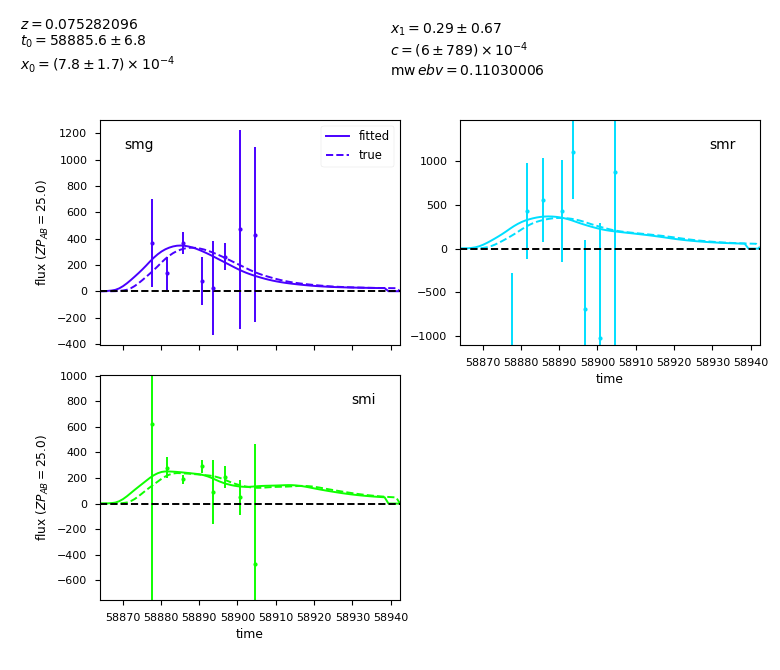 z = 0.075282096
t₀ = 58885.6 ± 6.8
x₀ = (7.8 ± 1.7) × 10⁻⁴
x₁ = 0.29 ± 0.67
c = (6 ± 789) × 10⁻⁴
mw ebv = 0.11030006
smg
fitted
true
flux (ZP_AB = 25.0)
1200
1000
800
600
400
200
0
−200
−400
smr
1000
500
0
−500
−1000
58870 58880 58890 58900 58910 58920 58930 58940
time
smi
flux (ZP_AB = 25.0)
1000
800
600
400
200
0
−200
−400
−600
58870 58880 58890 58900 58910 58920 58930 58940
time